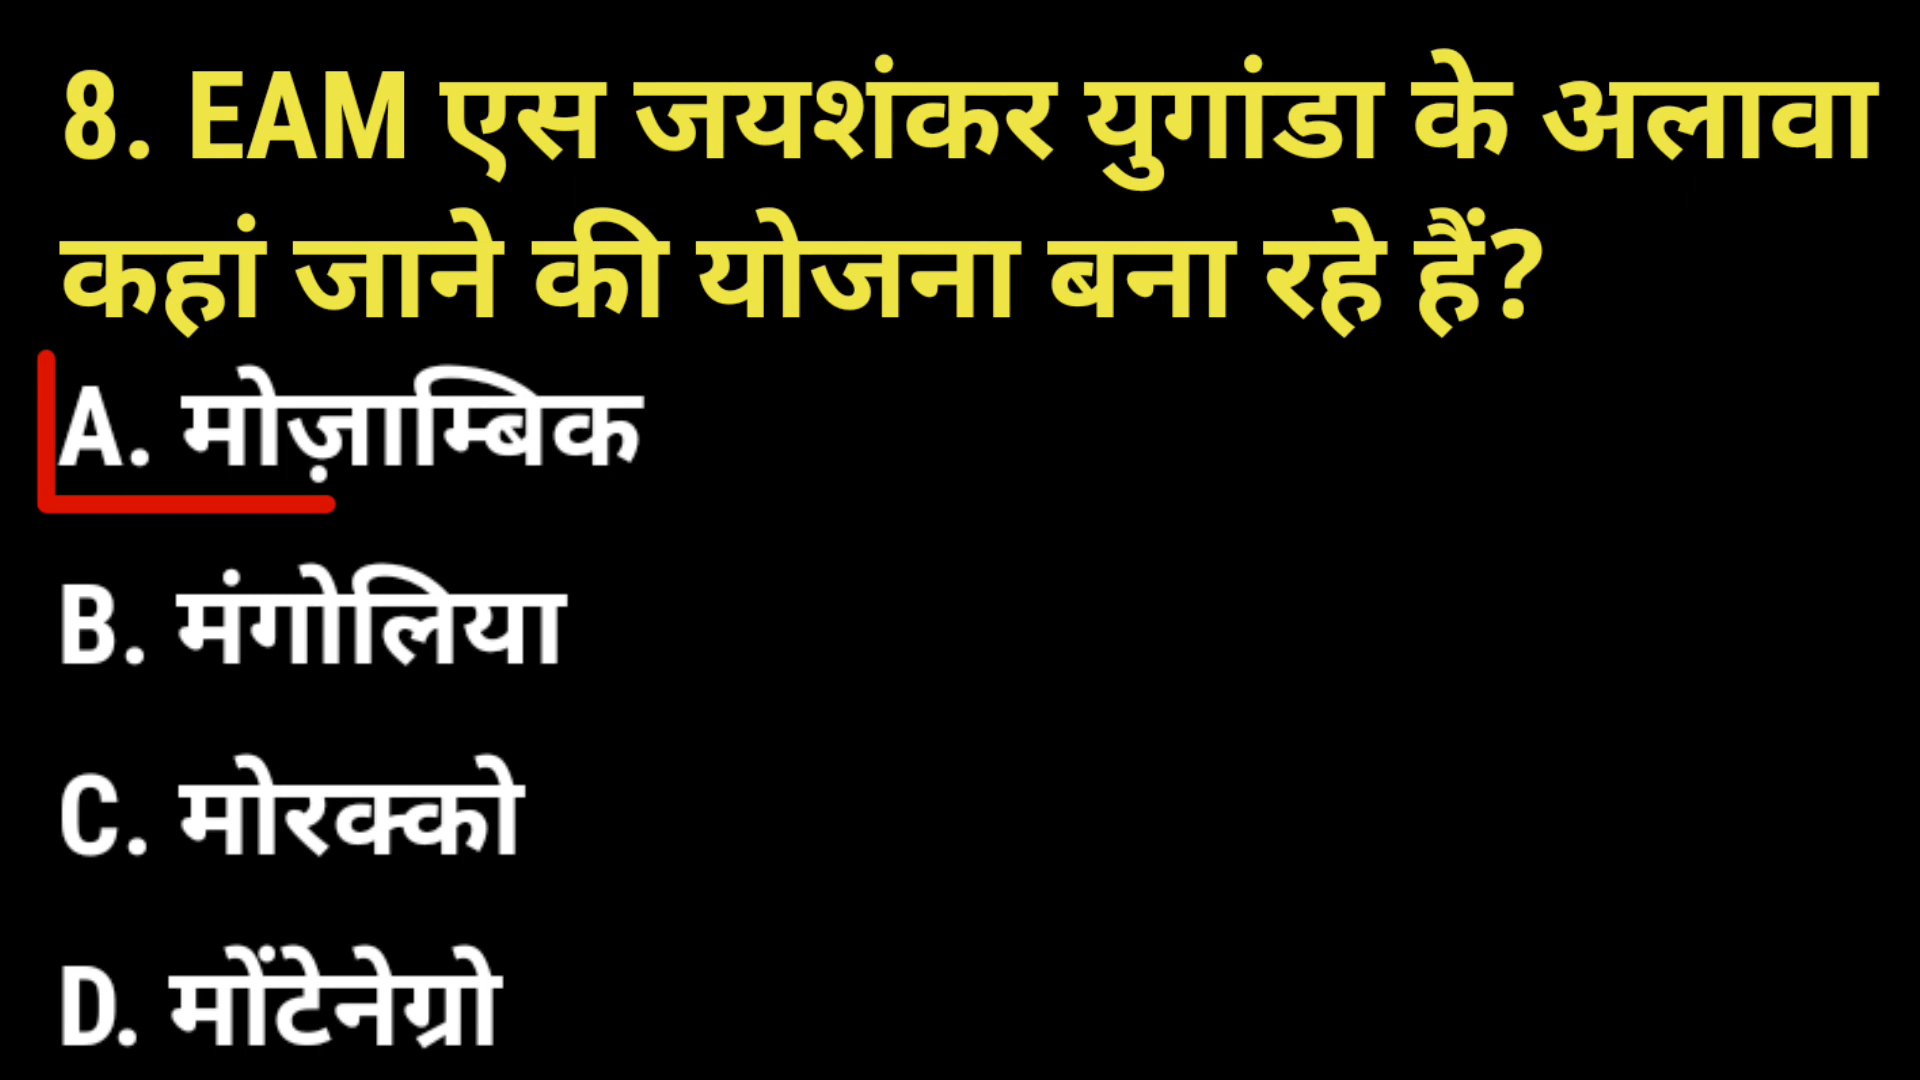 8. EAM एस जयशंकर युगांडा के अलावा
कहां जाने की योजना बना रहे हैं?
A. मोज़ाम्बिक
B. मंगोलिया
C. मोरक्को
D. मोंटेनेग्रो